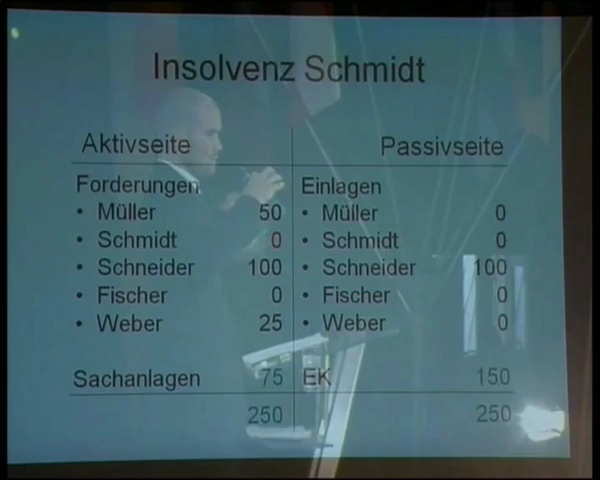 Insolvenz Schmidt
Aktivseite Passivseite
Forderungen Einlagen
• Müller 50 • Müller 0
• Schmidt 0 • Schmidt 0
• Schneider 100 • Schneider 100
• Fischer 0 • Fischer 0
• Weber 25 • Weber 0
Sachanlagen 75 EK 150
250 250